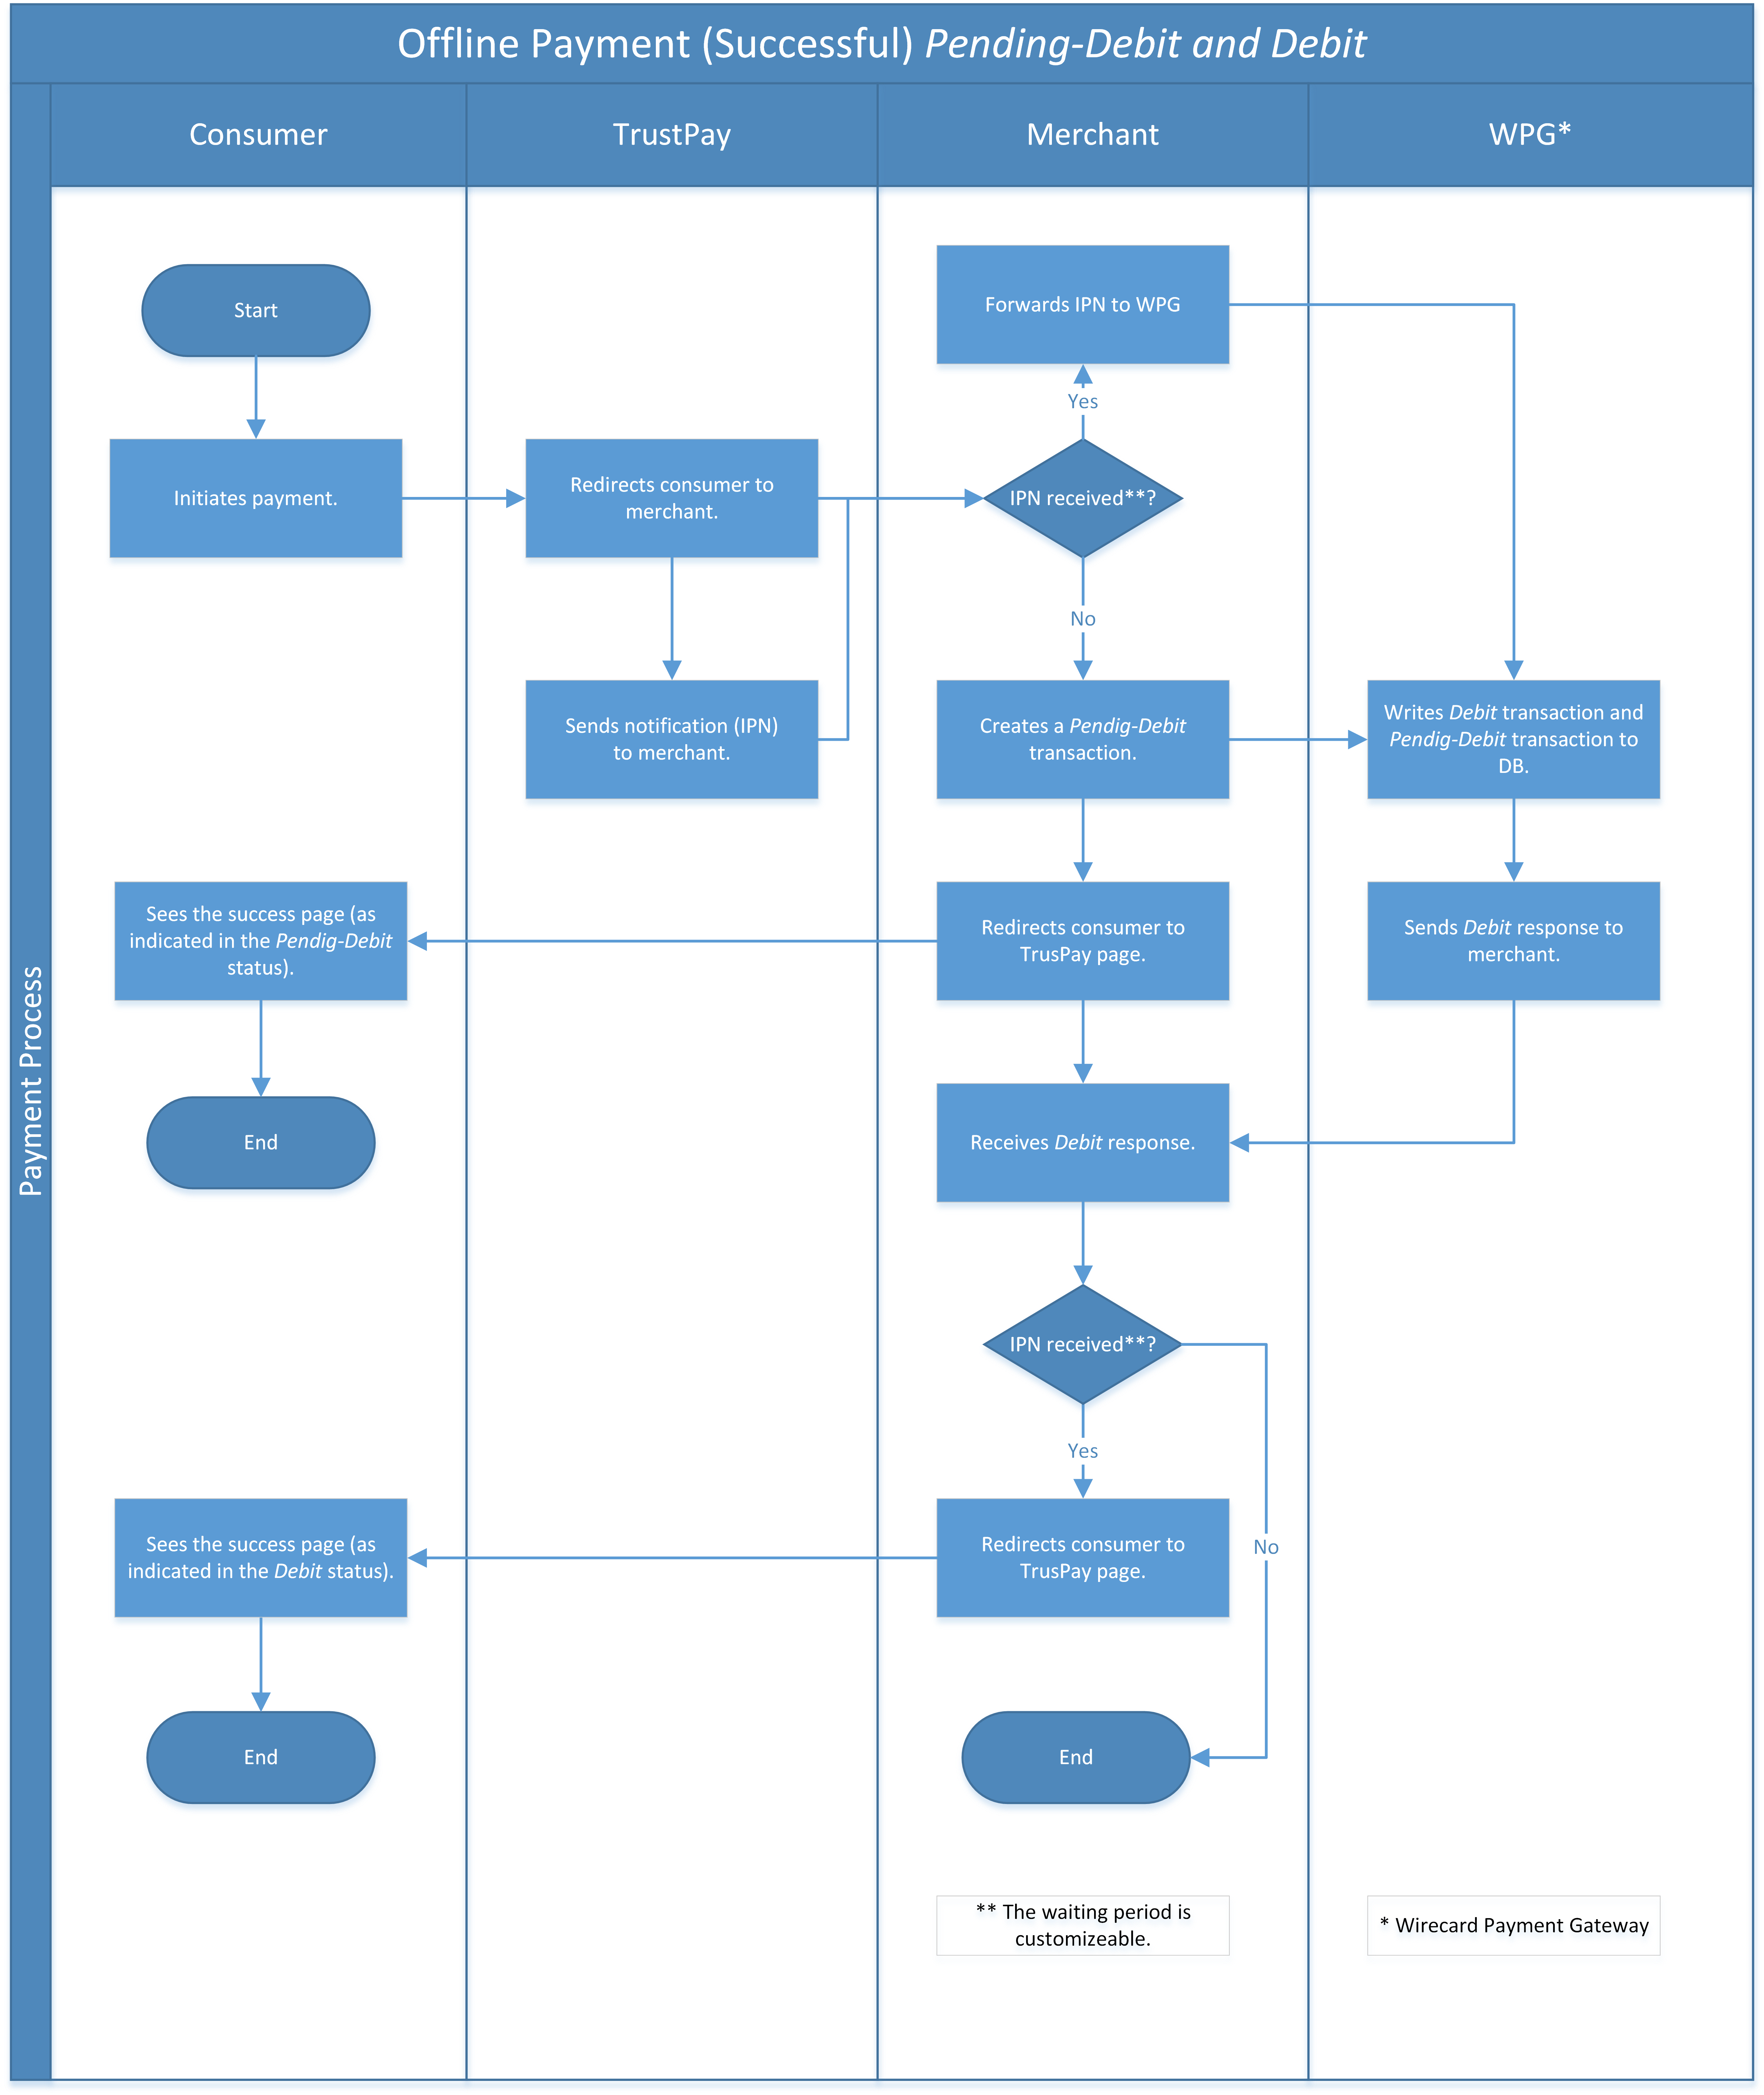 Offline Payment (Successful) Pending-Debit and Debit
Payment Process
Consumer
TrustPay
Merchant
WPG*
Start
Forwards IPN to WPG
Yes
Initiates payment.
Redirects consumer to
merchant.
IPN received**?
No
Sends notification (IPN)
to merchant.
Creates a Pendig-Debit
transaction.
Writes Debit transaction and
Pendig-Debit transaction to
DB.
Sees the success page (as
indicated in the Pendig-Debit
status).
Redirects consumer to
TrusPay page.
Sends Debit response to
merchant.
End
Receives Debit response.
IPN received**?
Yes
No
Sees the success page (as
indicated in the Debit status).
Redirects consumer to
TrusPay page.
End
End
** The waiting period is
customizeable.
* Wirecard Payment Gateway